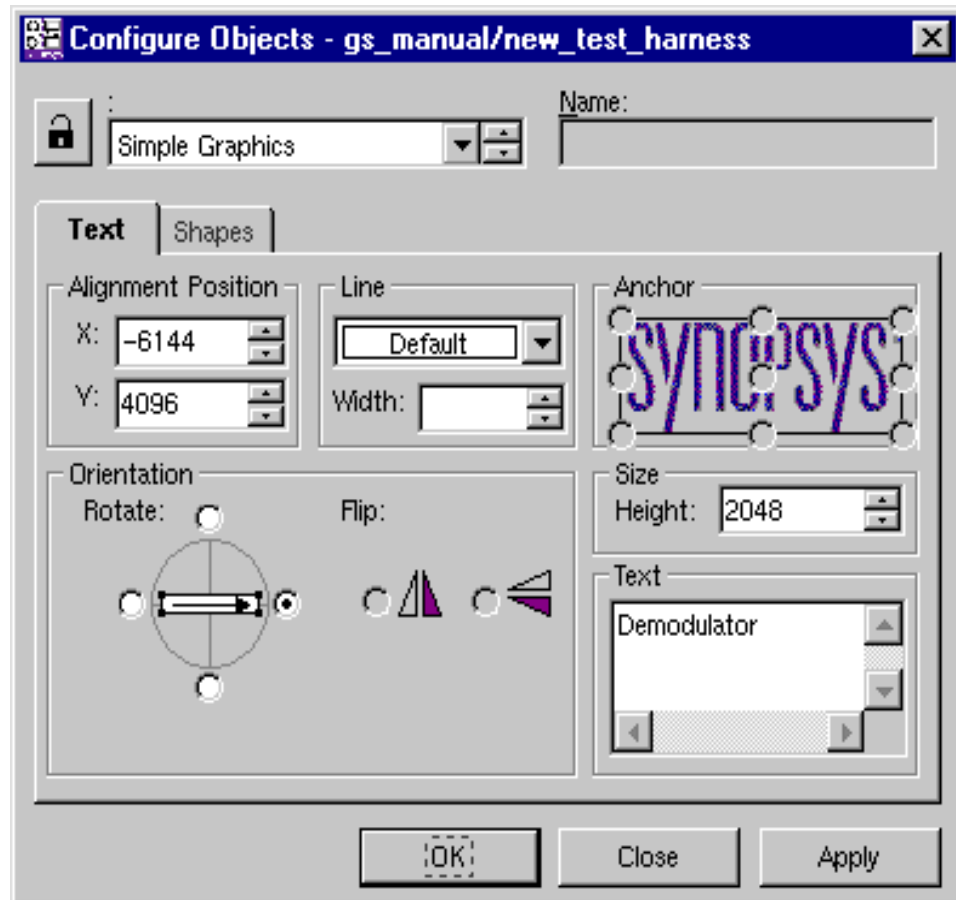 Configure Objects - gs_manual/new_test_harness
:
Name:
Simple Graphics
Text
Shapes
Alignment Position
Line
Anchor
X:
-6144
Default
Y:
4096
Width:
synopsys
Orientation
Size
Rotate:
Flip:
Height:
2048
Text
Demodulator
OK
Close
Apply